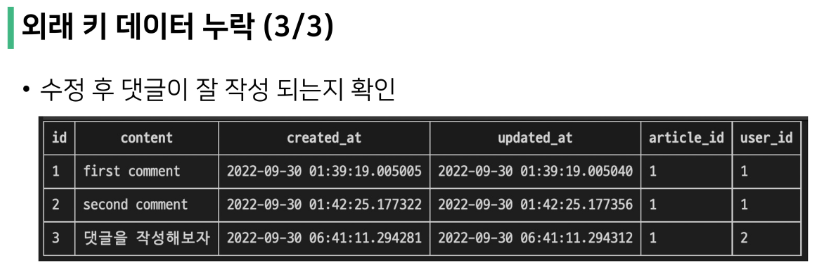 외래 키 데이터 누락 (3/3)
• 수정 후 댓글이 잘 작성 되는지 확인
id content created_at updated_at article_id user_id
1 first comment 2022-09-30 01:39:19.005005 2022-09-30 01:39:19.005040 1 1
2 second comment 2022-09-30 01:42:25.177322 2022-09-30 01:42:25.177356 1 1
3 댓글을 작성해보자 2022-09-30 06:41:11.294281 2022-09-30 06:41:11.294312 1 2